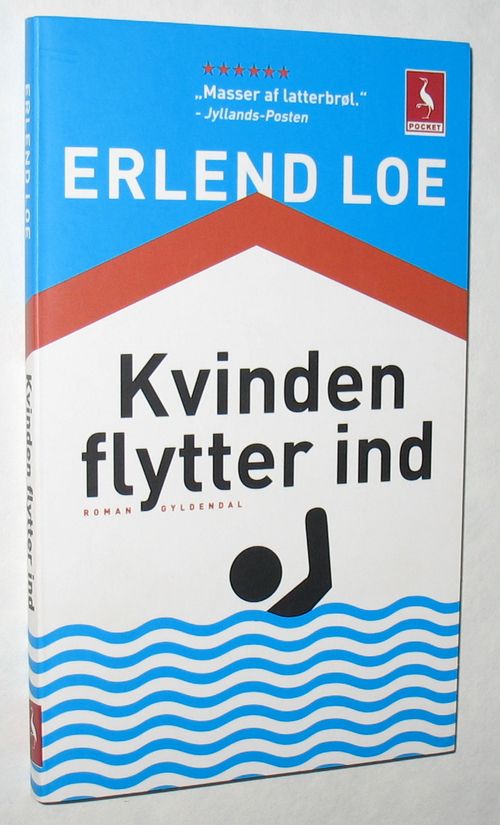 ★★★★★★
„Masser af latterbrøl.“
- Jyllands-Posten
POCKET
ERLEND LOE
Kvinden
flytter ind
ROMAN GYLDENDAL
ERLEND LOE
Kvinden flytter ind